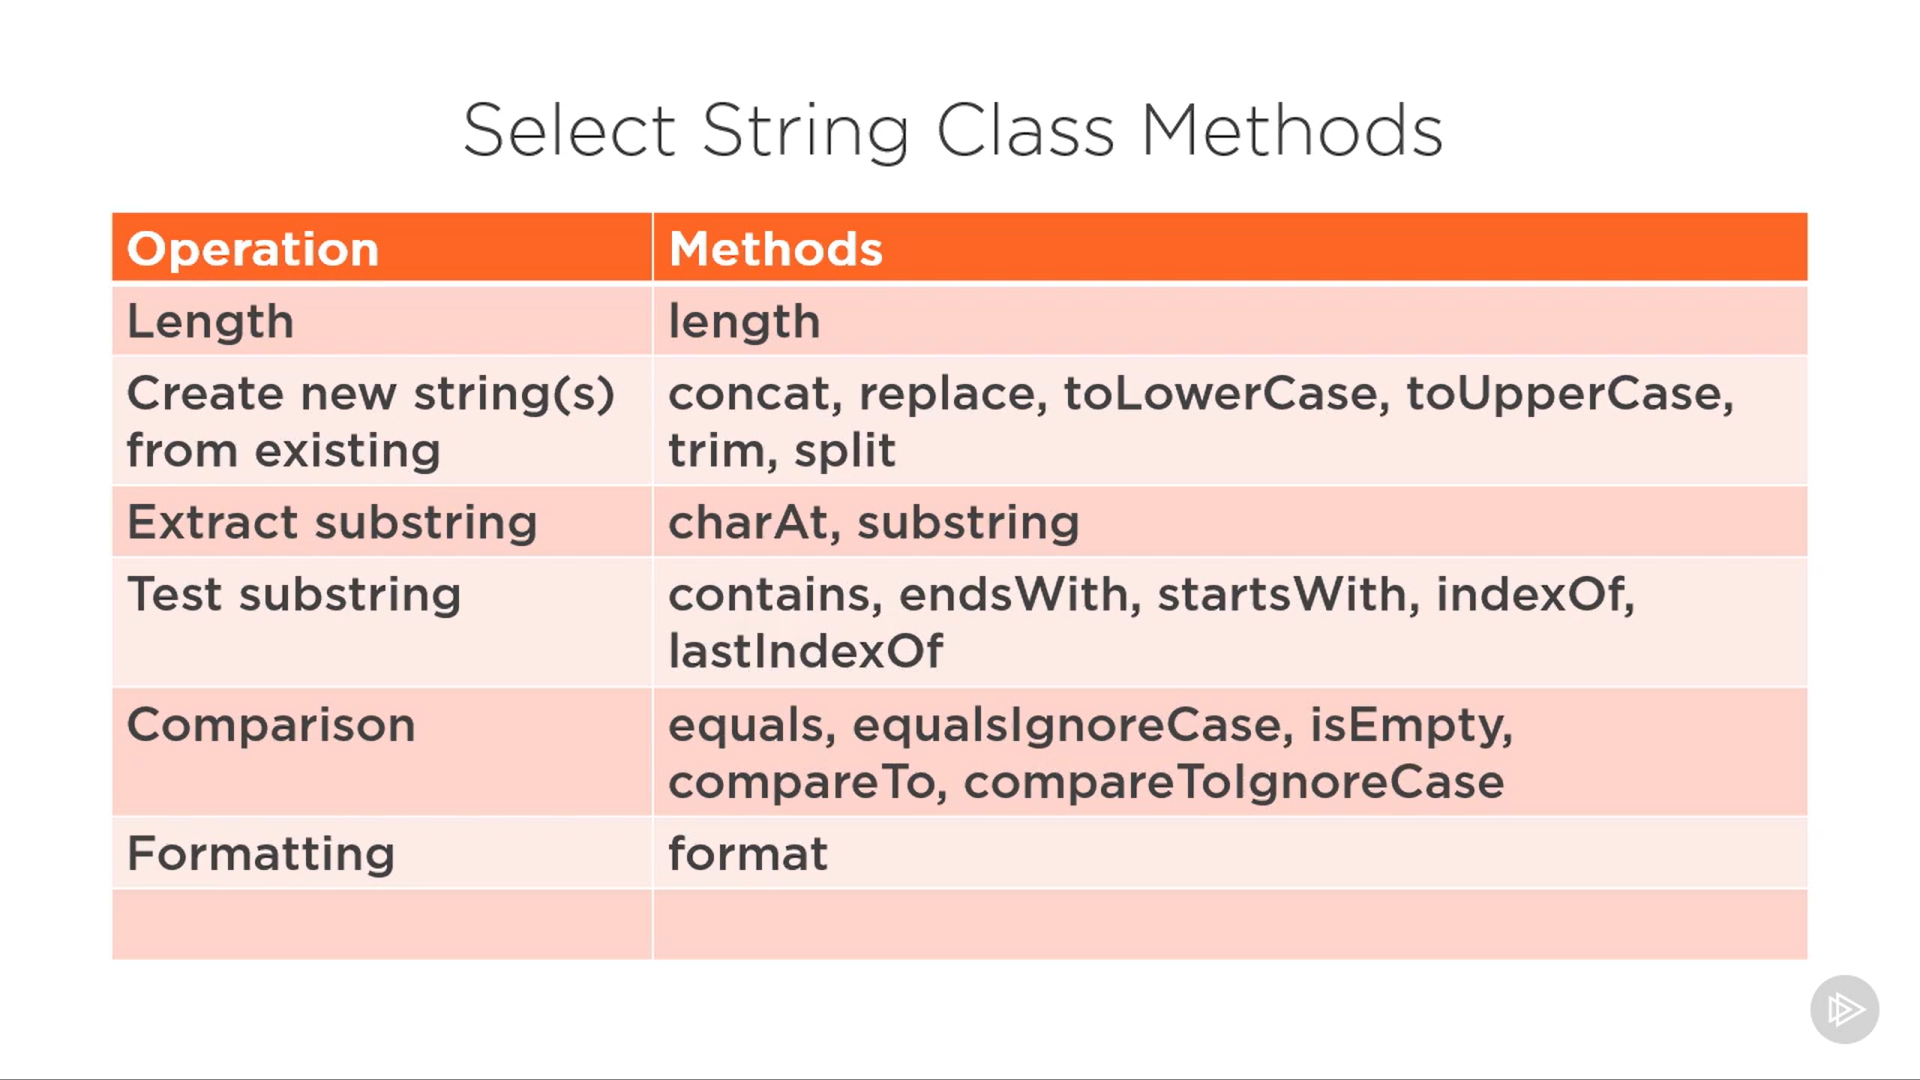 Select String Class Methods
Operation
Methods
Length
length
Create new string(s)
from existing
concat, replace, toLowerCase, toUpperCase,
trim, split
Extract substring
charAt, substring
Test substring
contains, endsWith, startsWith, indexOf,
lastIndexOf
Comparison
equals, equalsIgnoreCase, isEmpty,
compareTo, compareToIgnoreCase
Formatting
format